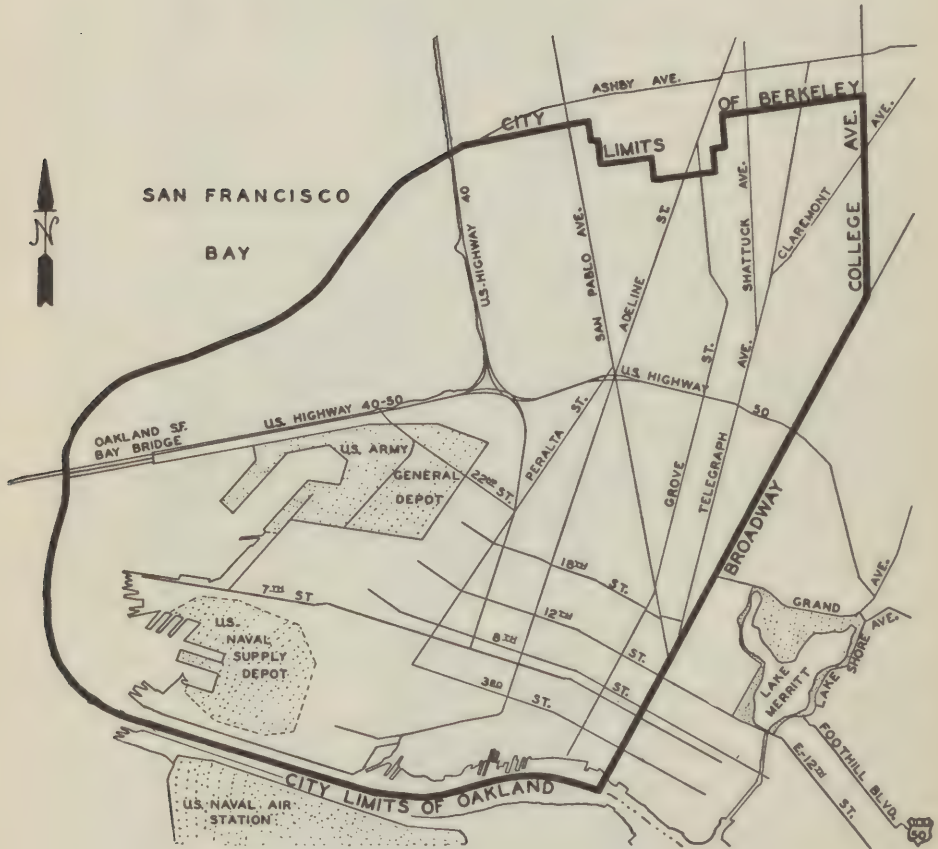 ASHBY AVE.
CITY LIMITS OF BERKELEY
SAN FRANCISCO
BAY
N
U.S. HIGHWAY 40
SAN PABLO AVE.
ADELINE ST.
SHATTUCK AVE.
CLAREMONT AVE.
COLLEGE AVE.
GROVE ST.
TELEGRAPH AVE.
U.S. HIGHWAY 50
OAKLAND S.F.
BAY BRIDGE
U.S. HIGHWAY 40-50
U.S. ARMY
GENERAL
DEPOT
22ND ST.
PERALTA ST.
BROADWAY
18TH ST.
7TH ST
12TH ST.
8TH ST.
3RD ST.
U.S.
NAVAL
SUPPLY
DEPOT
GRAND AVE.
LAKE
MERRITT
LAKE SHORE AVE.
FOOTHILL BLVD.
E-12TH ST.
50
CITY LIMITS OF OAKLAND
U.S. NAVAL AIR
STATION